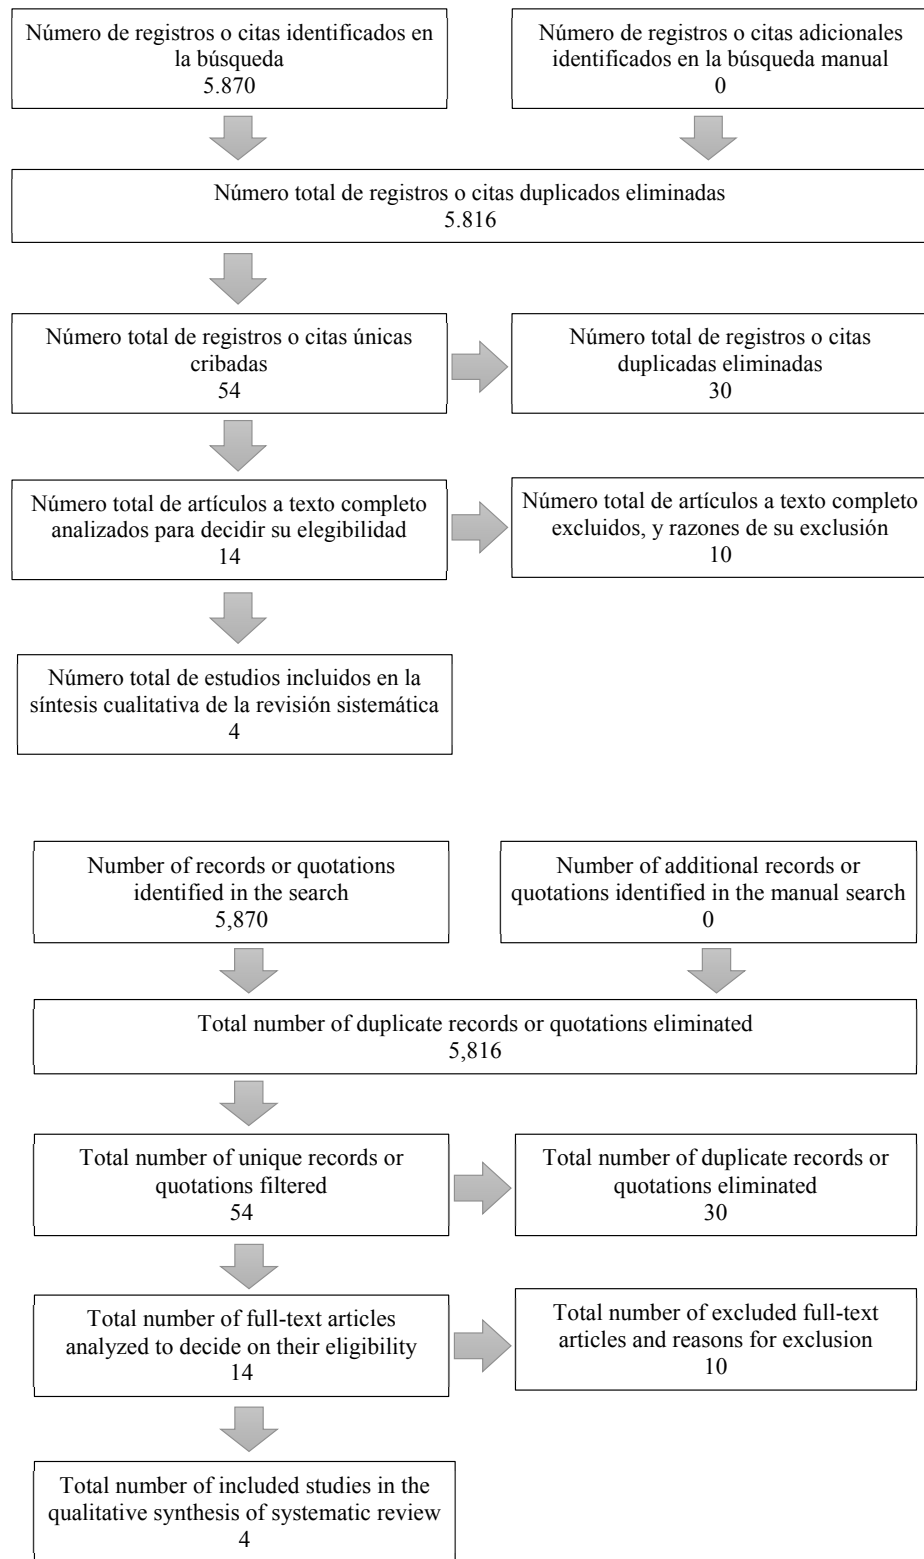 Número de registros o citas identificados en
la búsqueda
5.870
Número de registros o citas adicionales
identificados en la búsqueda manual
0
Número total de registros o citas duplicados eliminadas
5.816
Número total de registros o citas únicas
cribadas
54
Número total de registros o citas
duplicadas eliminadas
30
Número total de artículos a texto completo
analizados para decidir su elegibilidad
14
Número total de artículos a texto completo
excluidos, y razones de su exclusión
10
Número total de estudios incluidos en la
síntesis cualitativa de la revisión sistemática
4
Number of records or quotations
identified in the search
5,870
Number of additional records or
quotations identified in the manual search
0
Total number of duplicate records or quotations eliminated
5,816
Total number of unique records or
quotations filtered
54
Total number of duplicate records or
quotations eliminated
30
Total number of full-text articles
analyzed to decide on their eligibility
14
Total number of excluded full-text
articles and reasons for exclusion
10
Total number of included studies in the
qualitative synthesis of systematic review
4